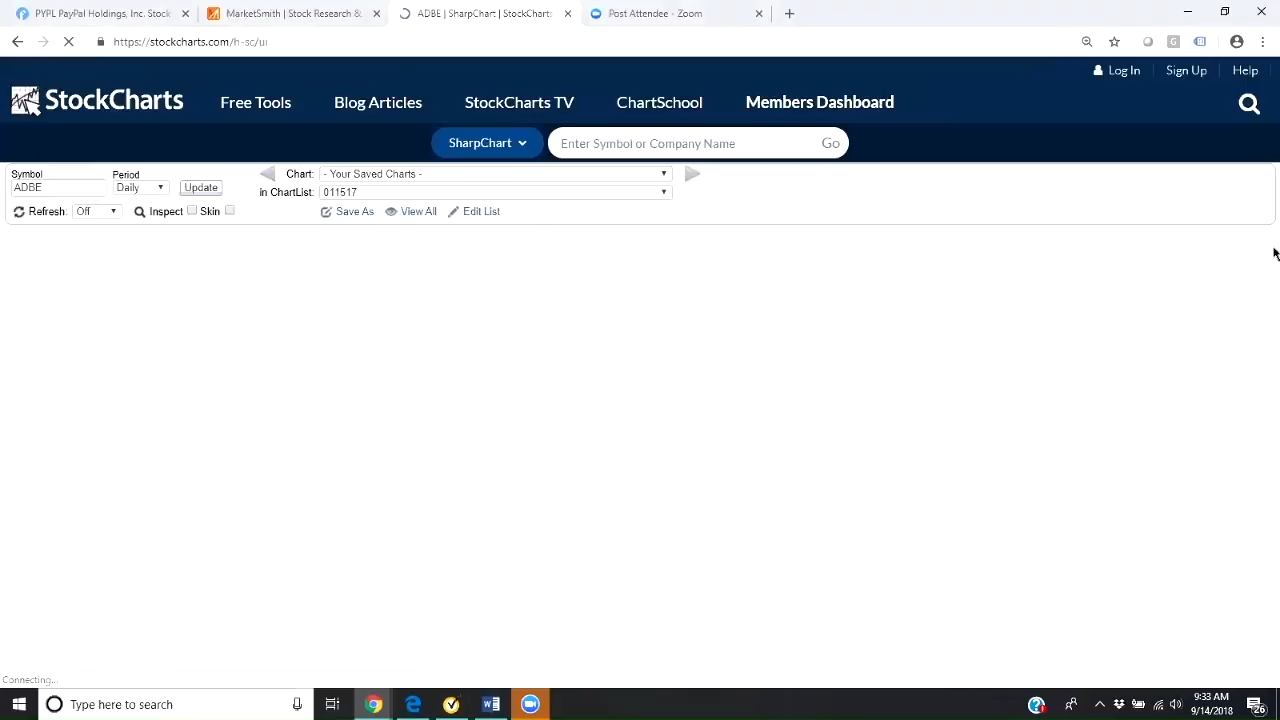 PYPL PayPal Holdings, Inc. Stock
MarketSmith | Stock Research &
ADBE | SharpChart | StockCharts
Post Attendee - Zoom
https://stockcharts.com/h-sc/ui
Log In
Sign Up
Help
StockCharts
Free Tools
Blog Articles
StockCharts TV
ChartSchool
Members Dashboard
SharpChart
Enter Symbol or Company Name
Go
Symbol
Period
Chart:
- Your Saved Charts -
ADBE
Daily
Update
in ChartList:
011517
Refresh:
Off
Inspect
Skin
Save As
View All
Edit List
Connecting...
Type here to search
9:33 AM
9/14/2018
26